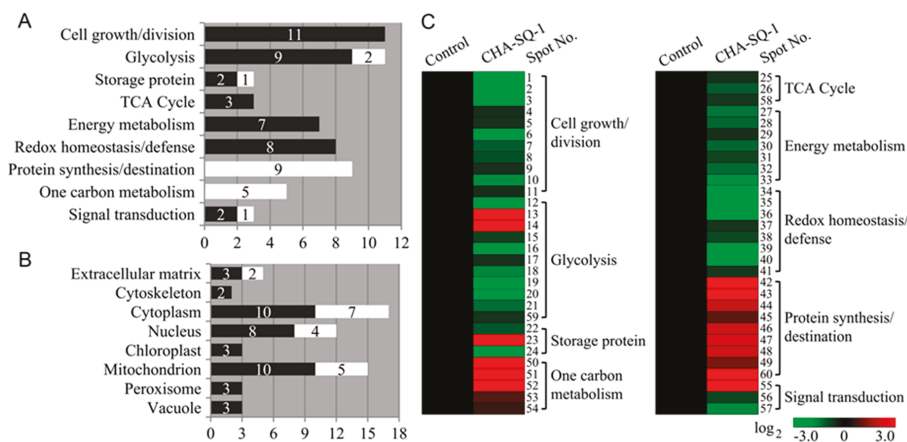 A
Cell growth/division 11
Glycolysis 9 2
Storage protein 2 1
TCA Cycle 3
Energy metabolism 7
Redox homeostasis/defense 8
Protein synthesis/destination 9
One carbon metabolism 5
Signal transduction 2 1
0 2 4 6 8 10 12
B
Extracellular matrix 3 2
Cytoskeleton 2
Cytoplasm 10 7
Nucleus 8 4
Chloroplast 3
Mitochondrion 10 5
Peroxisome 3
Vacuole 3
0 3 6 9 12 15 18
C
Control CHA-SQ-1 Spot No.
1
2
3
4
5
6
7
8
9
10
11
Cell growth/
division
12
13
14
15
16
17
18
19
20
21
59
Glycolysis
22
23
24
Storage protein
50
51
52
53
54
One carbon
metabolism
Control CHA-SQ-1 Spot No.
25
26
58
TCA Cycle
27
28
29
30
31
32
33
Energy metabolism
34
35
36
37
38
39
40
41
Redox homeostasis/
defense
42
43
44
45
46
47
48
49
60
Protein synthesis/
destination
55
56
57
Signal transduction
log2 -3.0 0 3.0